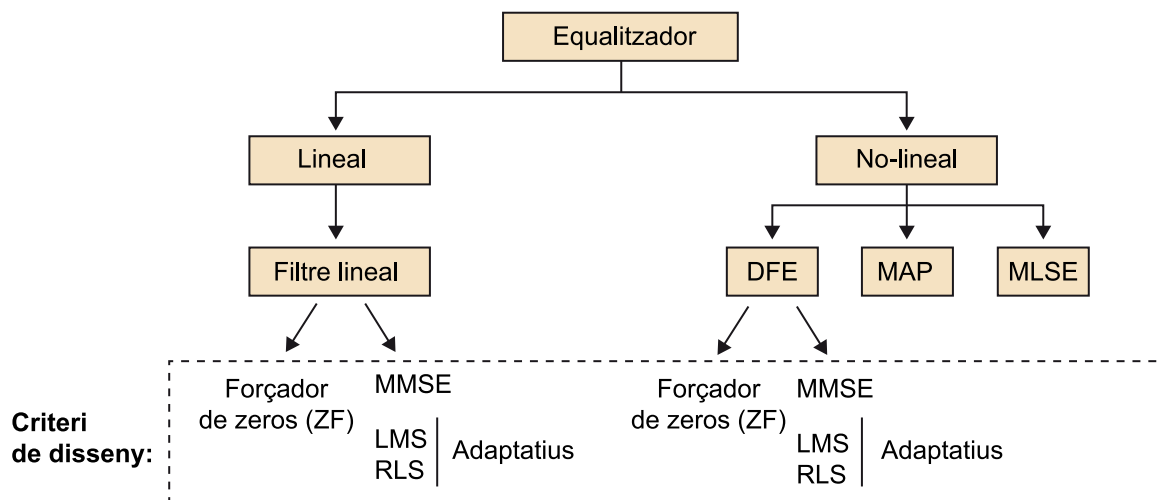 Equalitzador
Lineal
No-lineal
Filtre lineal
DFE
MAP
MLSE
Criteri
de disseny:
Forçador
de zeros (ZF)
MMSE
LMS
RLS
Adaptatius
Forçador
de zeros (ZF)
MMSE
LMS
RLS
Adaptatius